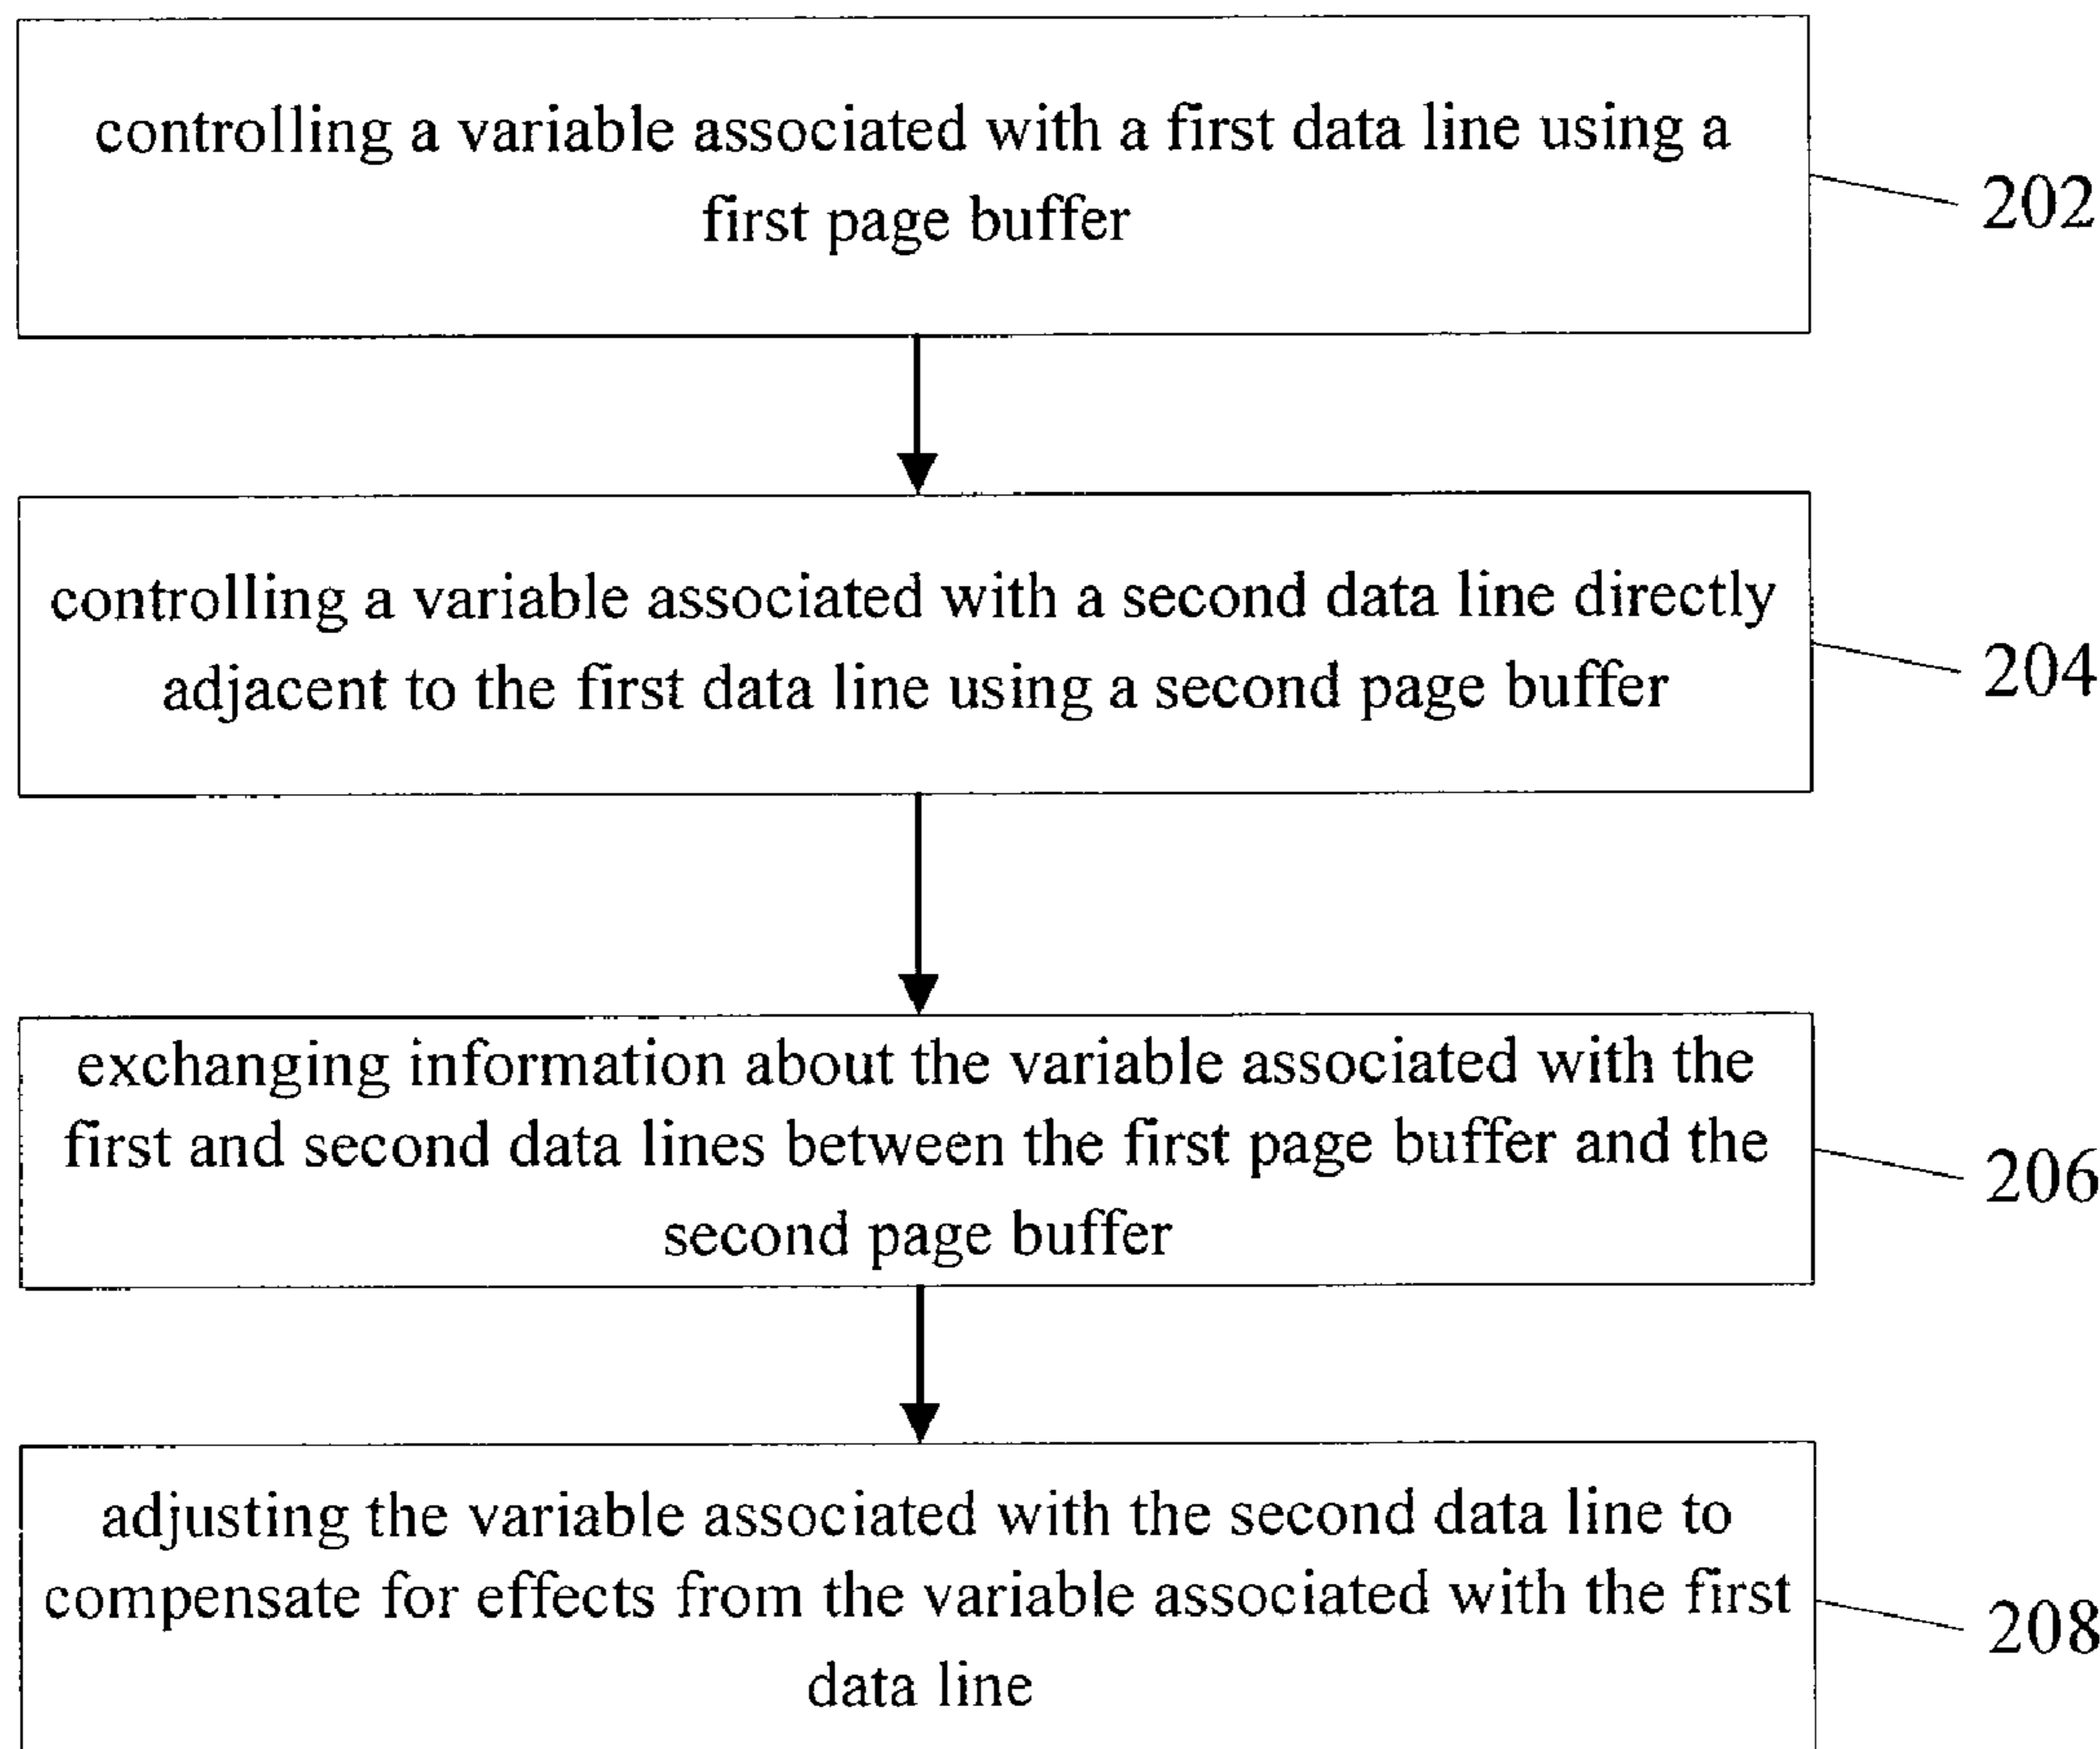 controlling a variable associated with a first data line using a
first page buffer
202
controlling a variable associated with a second data line directly
adjacent to the first data line using a second page buffer
204
exchanging information about the variable associated with the
first and second data lines between the first page buffer and the
second page buffer
206
adjusting the variable associated with the second data line to
compensate for effects from the variable associated with the first
data line
208